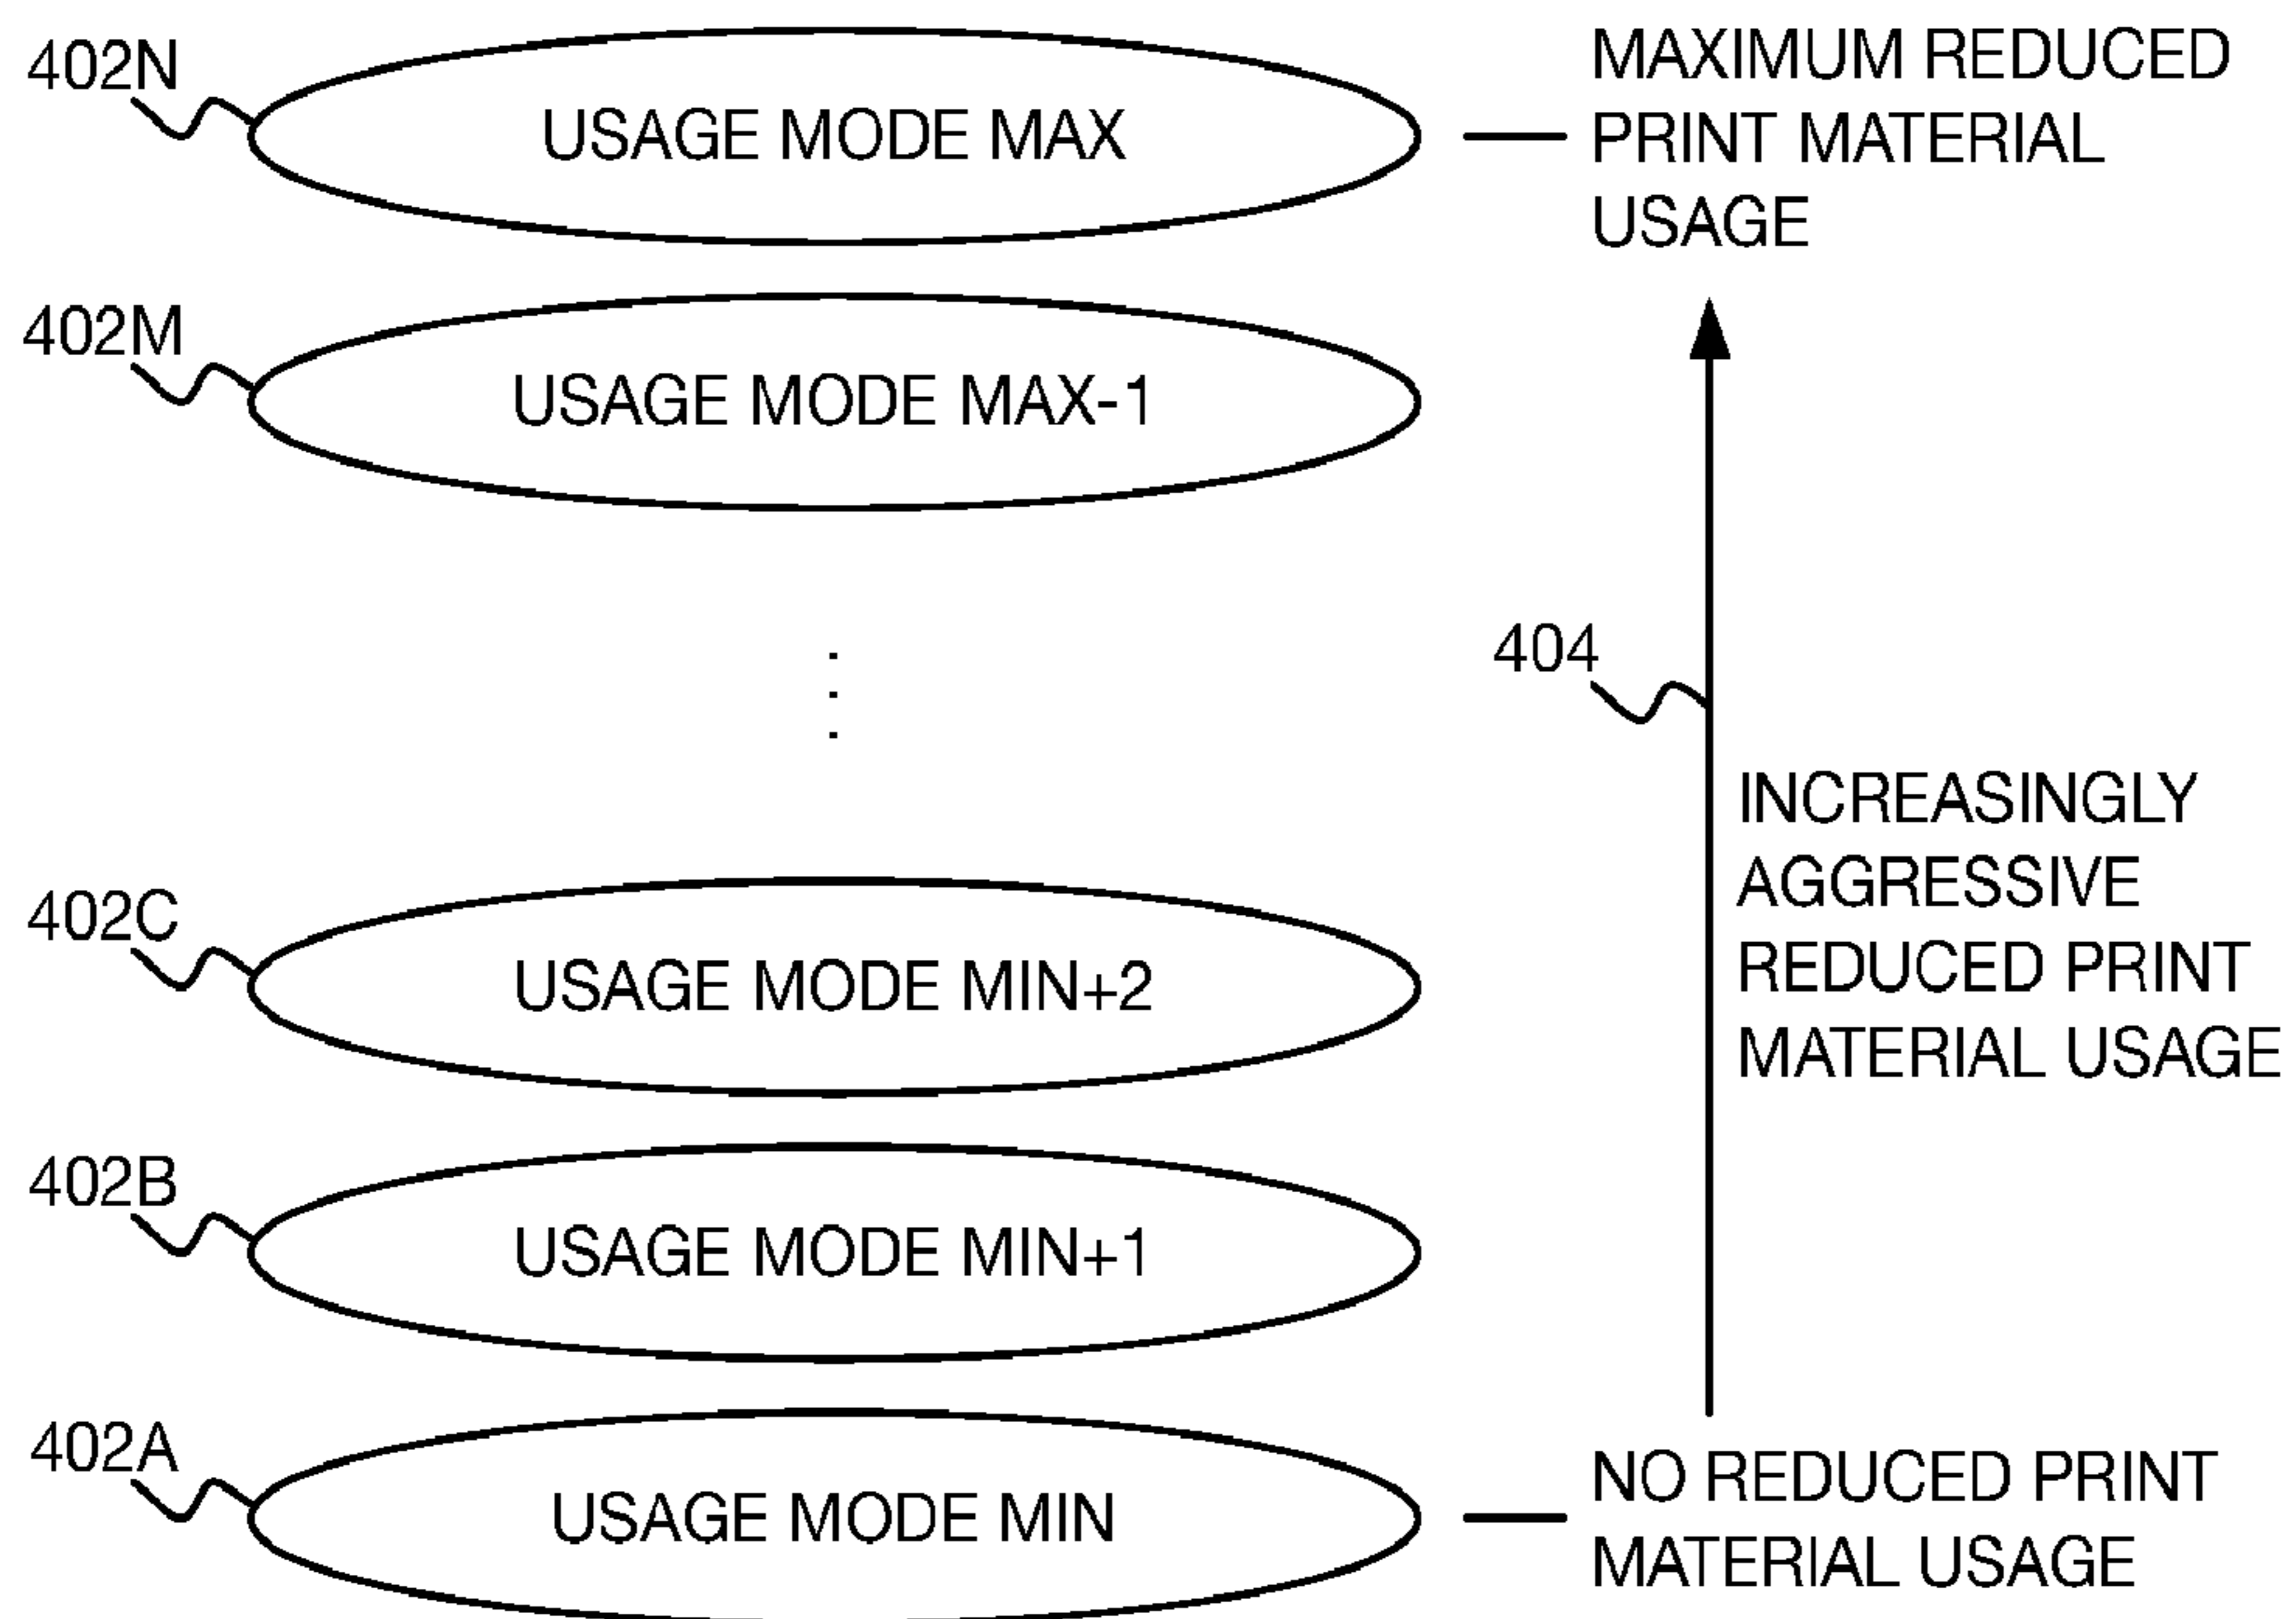 402N
USAGE MODE MAX
MAXIMUM REDUCED
PRINT MATERIAL
USAGE
402M
USAGE MODE MAX-1
404
INCREASINGLY
AGGRESSIVE
REDUCED PRINT
MATERIAL USAGE
402C
USAGE MODE MIN+2
402B
USAGE MODE MIN+1
402A
USAGE MODE MIN
NO REDUCED PRINT
MATERIAL USAGE